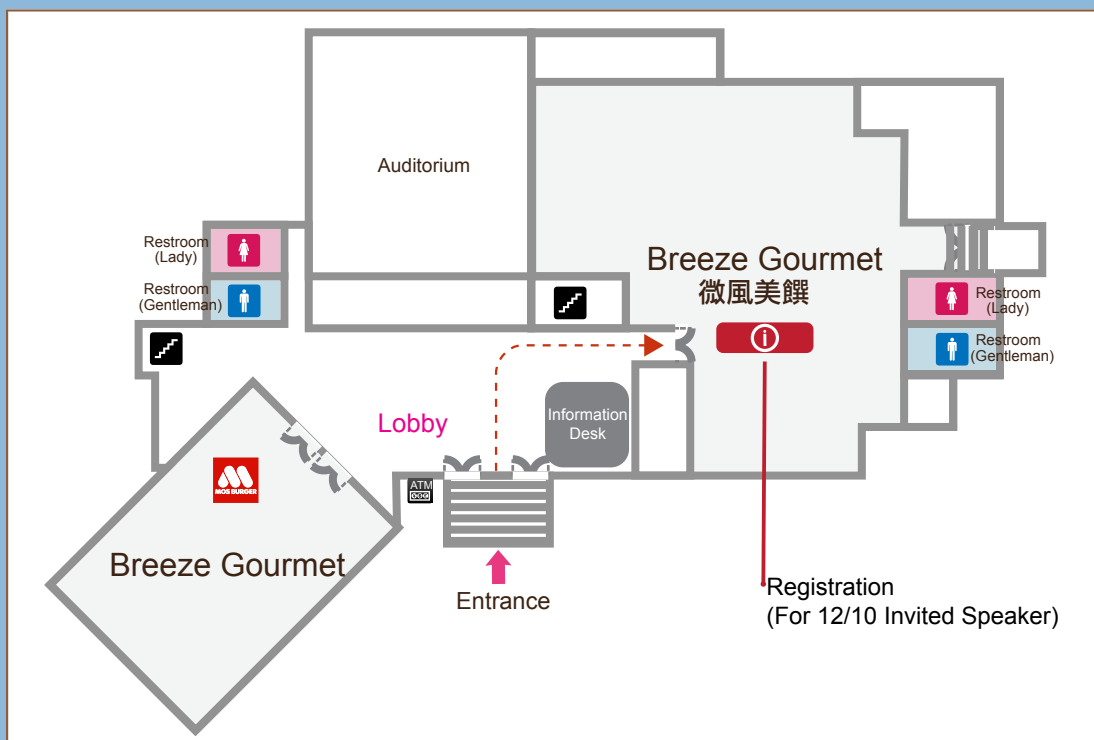 Auditorium
Restroom
(Lady)
Restroom
(Gentleman)
Breeze Gourmet
微風美饌
Restroom
(Lady)
Restroom
(Gentleman)
Lobby
Information
Desk
MOS BURGER
ATM
Breeze Gourmet
Entrance
Registration
(For 12/10 Invited Speaker)